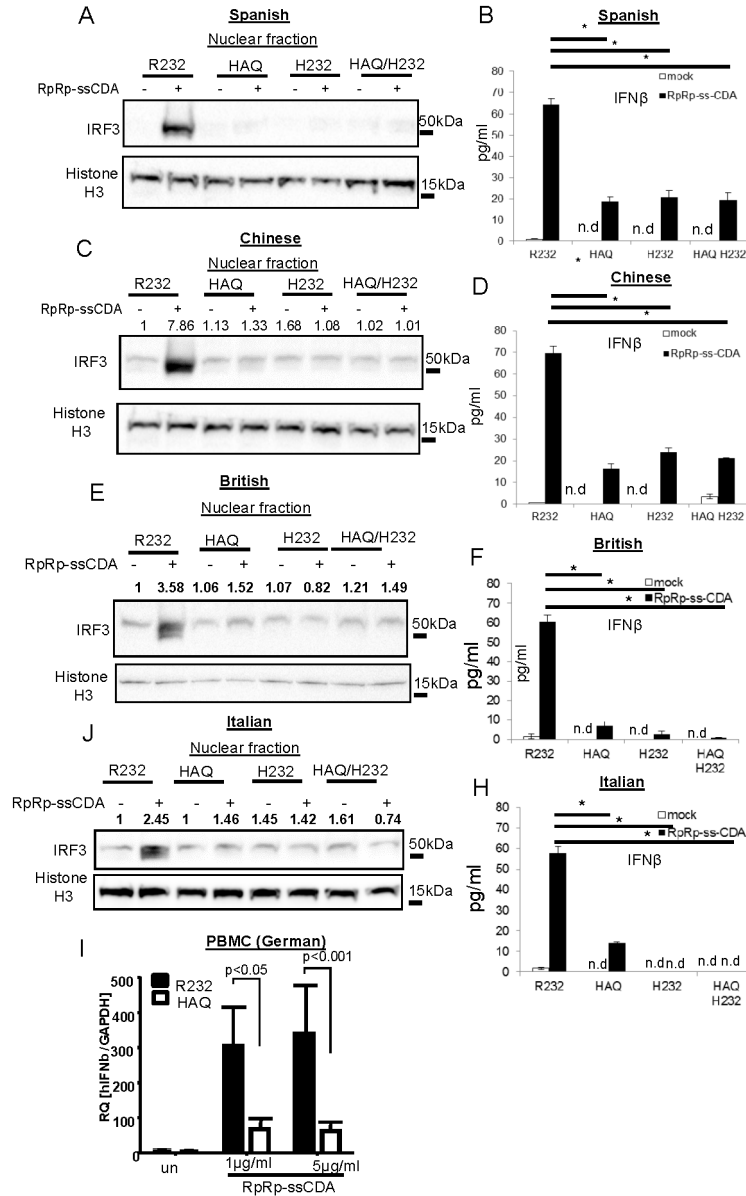 A
Spanish
Nuclear fraction
R232 HAQ H232 HAQ/H232
RpRp-ssCDA - + - + - + - +
IRF3
50kDa
Histone
H3
15kDa
B
Spanish
*
*
*
mock
RpRp-ss-CDA
IFNβ
pg/ml
80
70
60
50
40
30
20
10
0
n.d n.d n.d
R232 HAQ H232 HAQ H232
*
C
Chinese
Nuclear fraction
R232 HAQ H232 HAQ/H232
RpRp-ssCDA - + - + - + - +
1 7.86 1.13 1.33 1.68 1.08 1.02 1.01
IRF3
50kDa
Histone
H3
15kDa
D
Chinese
*
*
mock
RpRp-ss-CDA
IFNβ
pg/ml
80
70
60
50
40
30
20
10
0
n.d n.d
R232 HAQ H232 HAQ H232
E
British
Nuclear fraction
R232 HAQ H232 HAQ/H232
RpRp-ssCDA - + - + - + - +
1 3.58 1.06 1.52 1.07 0.82 1.21 1.49
IRF3
50kDa
Histone
H3
15kDa
F
British
*
*
*
mock
RpRp-ss-CDA
IFNβ
pg/ml
pg/ml
80
70
60
50
40
30
20
10
0
n.d n.d n.d
R232 HAQ H232 HAQ
H232
J
Italian
Nuclear fraction
R232 HAQ H232 HAQ/H232
RpRp-ssCDA - + - + - + - +
1 2.45 1 1.46 1.45 1.42 1.61 0.74
IRF3
50kDa
Histone
H3
15kDa
H
Italian
*
*
*
mock
RpRp-ss-CDA
IFNβ
pg/ml
80
70
60
50
40
30
20
10
0
n.d n.d n.d n.d n.d
R232 HAQ H232 HAQ
H232
I
PBMC (German)
R232
HAQ
p<0.05
p<0.001
RQ [hIFNb/GAPDH]
500
400
300
200
100
0
un 1µg/ml 5µg/ml
RpRp-ssCDA